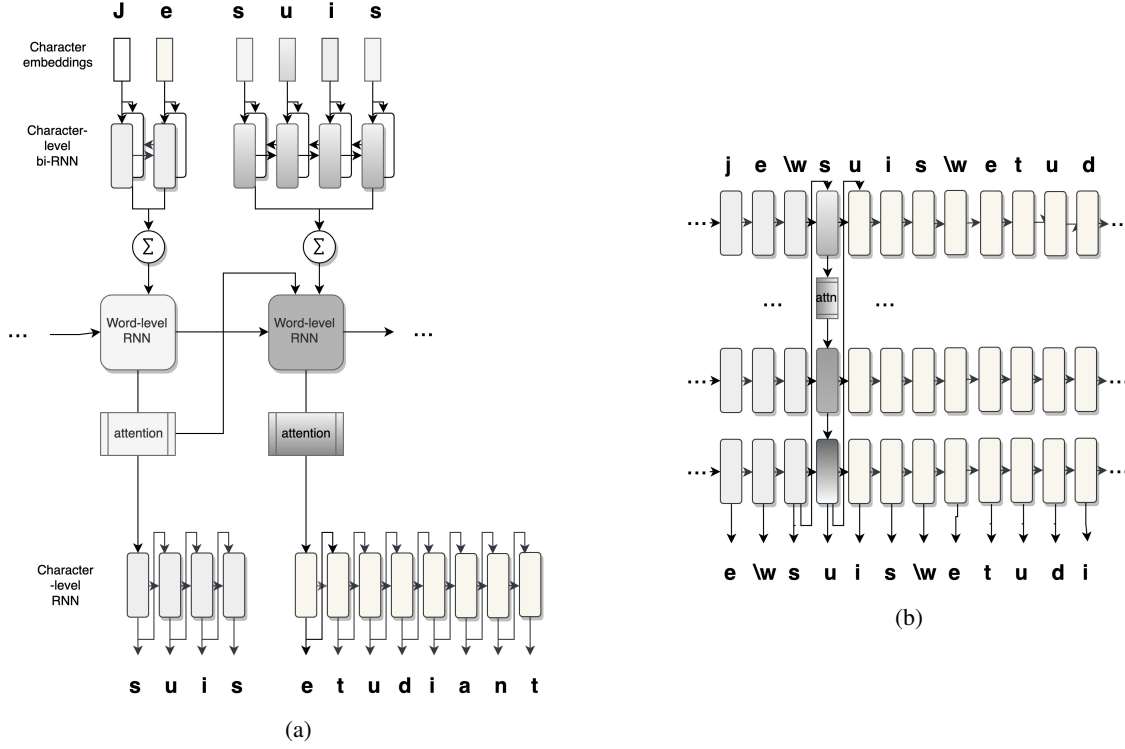 J e s u i s
Character
embeddings
Character-
level
bi-RNN
Σ Σ
Word-level
RNN
Word-level
RNN
... ...
attention attention
Character
-level
RNN
s u i s e t u d i a n t
(a)
j e \w s u i s \w e t u d
... ...
attn
... ...
... ...
... ...
e \w s u i s \w e t u d i
(b)